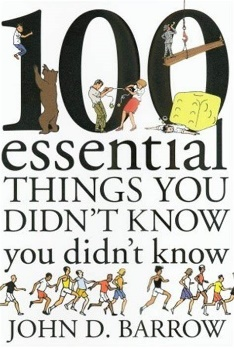 100
essential
THINGS YOU
DIDN'T KNOW
you didn't know
JOHN D. BARROW